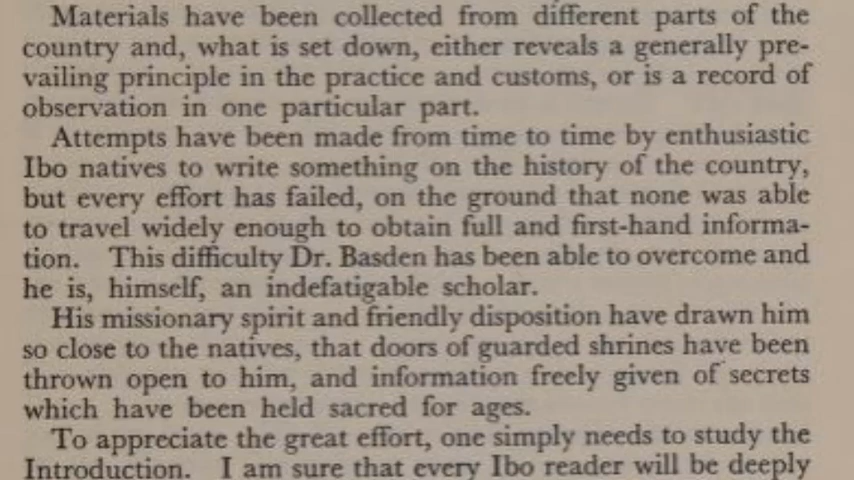 Materials have been collected from different parts of the
country and, what is set down, either reveals a generally pre-
vailing principle in the practice and customs, or is a record of
observation in one particular part.
Attempts have been made from time to time by enthusiastic
Ibo natives to write something on the history of the country,
but every effort has failed, on the ground that none was able
to travel widely enough to obtain full and first-hand informa-
tion. This difficulty Dr. Basden has been able to overcome and
he is, himself, an indefatigable scholar.
His missionary spirit and friendly disposition have drawn him
so close to the natives, that doors of guarded shrines have been
thrown open to him, and information freely given of secrets
which have been held sacred for ages.
To appreciate the great effort, one simply needs to study the
Introduction. I am sure that every Ibo reader will be deeply